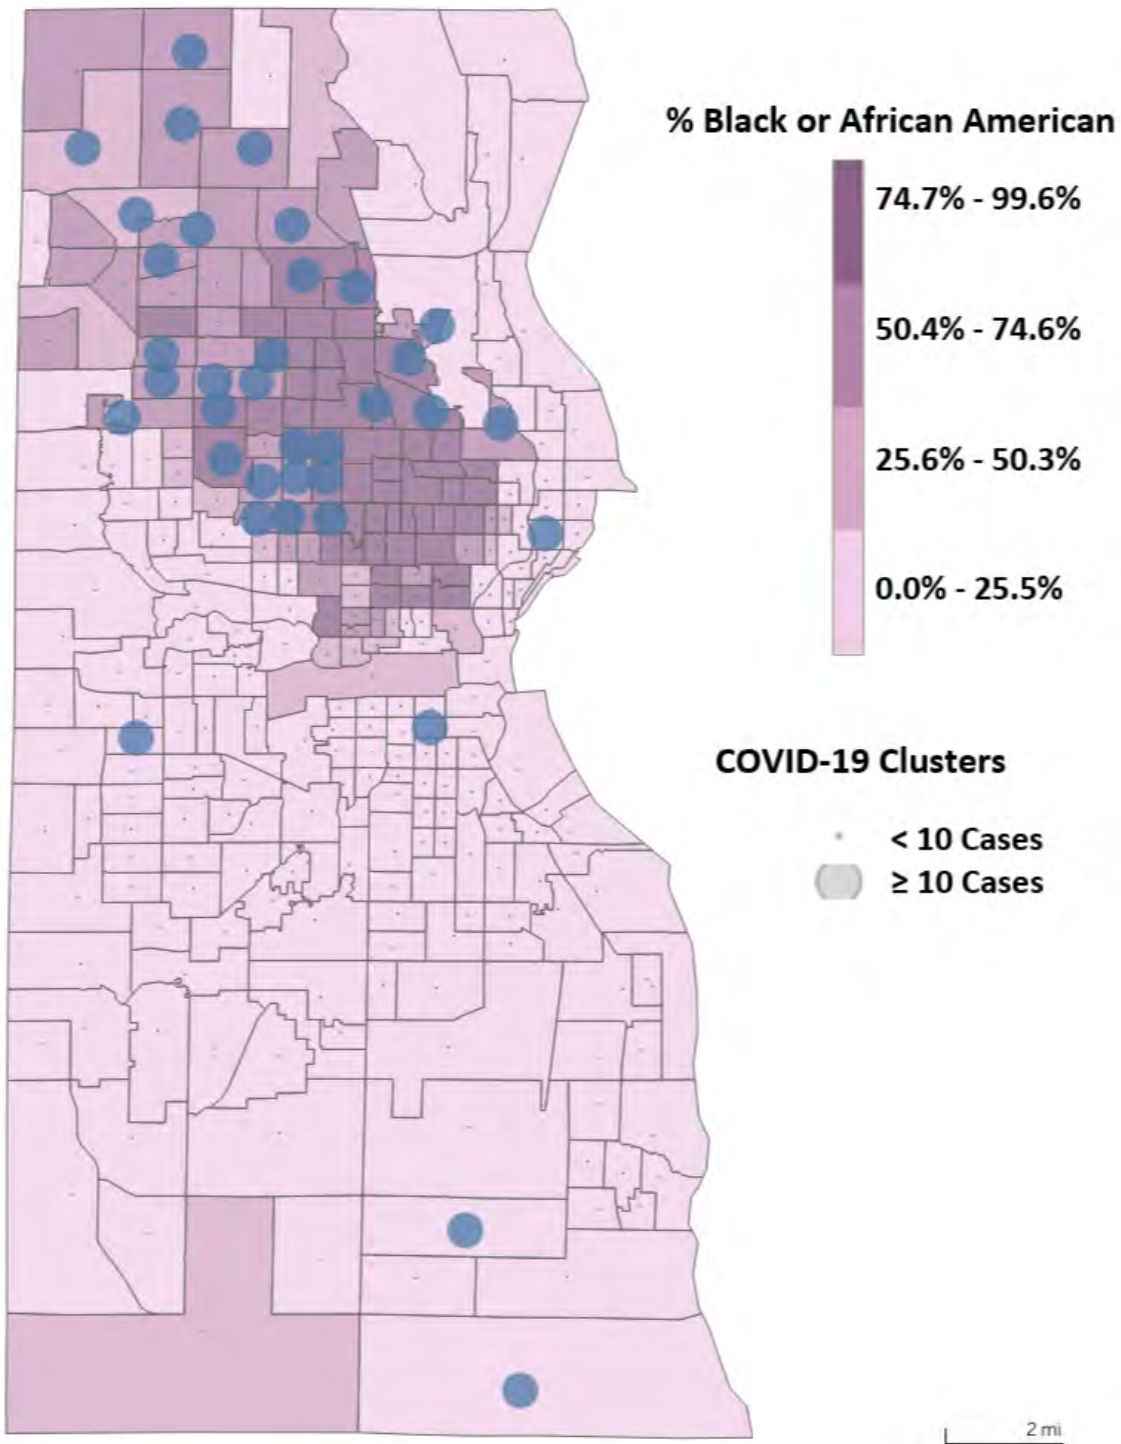 % Black or African American
74.7% - 99.6%
50.4% - 74.6%
25.6% - 50.3%
0.0% - 25.5%
COVID-19 Clusters
< 10 Cases
≥ 10 Cases
2 mi